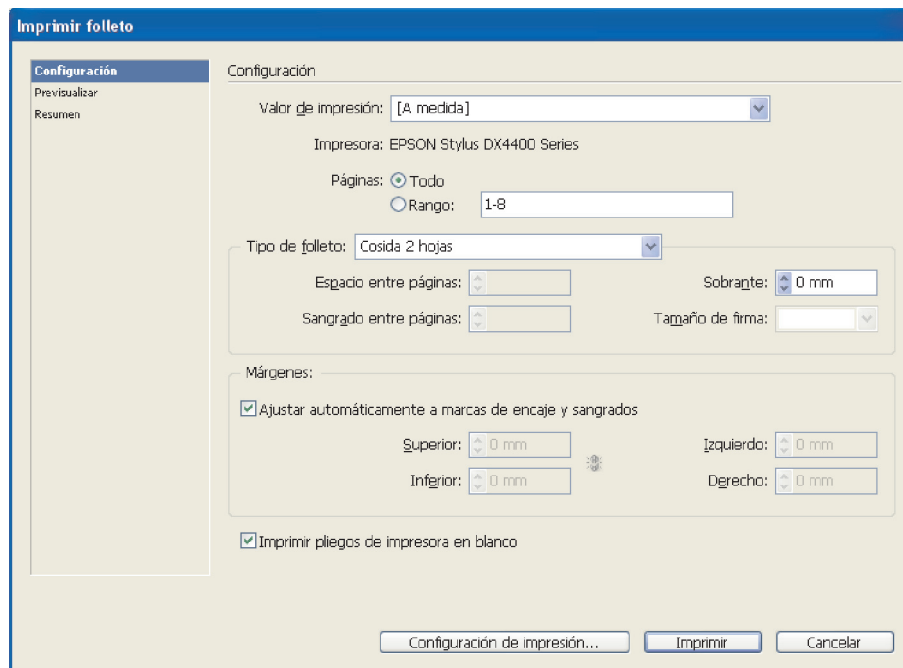 Imprimir folleto
Configuración
Previsualizar
Resumen
Configuración
Valor de impresión: [A medida]
Impresora: EPSON Stylus DX4400 Series
Páginas: Todo
Rango: 1-8
Tipo de folleto: Cosida 2 hojas
Espacio entre páginas: Sobrante: 0 mm
Sangrado entre páginas: Tamaño de firma:
Márgenes:
Ajustar automáticamente a marcas de encaje y sangrados
Superior: 0 mm Izquierdo: 0 mm
Inferior: 0 mm Derecho: 0 mm
Imprimir pliegos de impresora en blanco
Configuración de impresión... Imprimir Cancelar